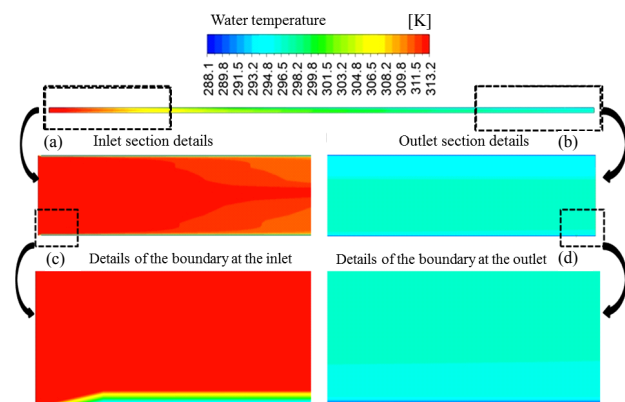 Water temperature [K]
288.1 289.8 291.5 293.2 294.8 296.5 298.2 299.8 301.5 303.2 304.8 306.5 308.2 309.8 311.5 313.2
(a) Inlet section details Outlet section details (b)
(c) Details of the boundary at the inlet Details of the boundary at the outlet (d)